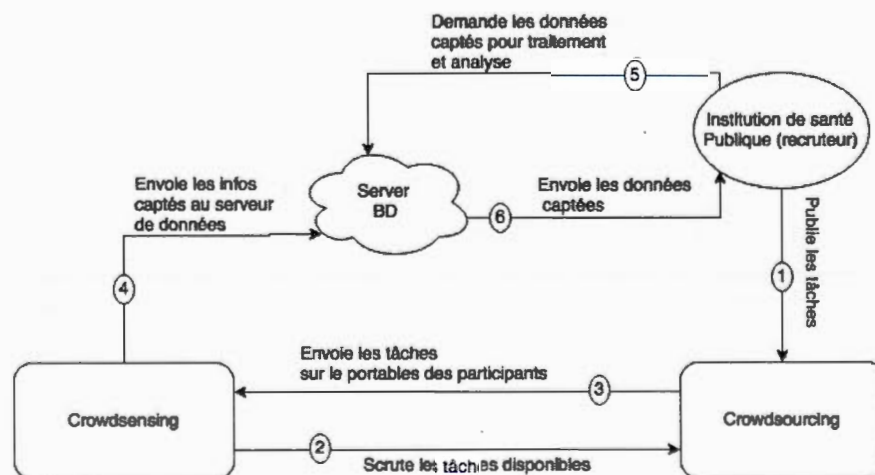 Demande les données
captés pour traitement
et analyse
5
Institution de santé
Publique (recruteur)
Server
BD
Envoie les infos
captés au serveur
de données
Envoie les données
captées
6
Publie les tâches
1
4
Envoie les tâches
sur le portables des participants
3
Crowdsensing
Crowdsourcing
2
Scrute les tâches disponibles